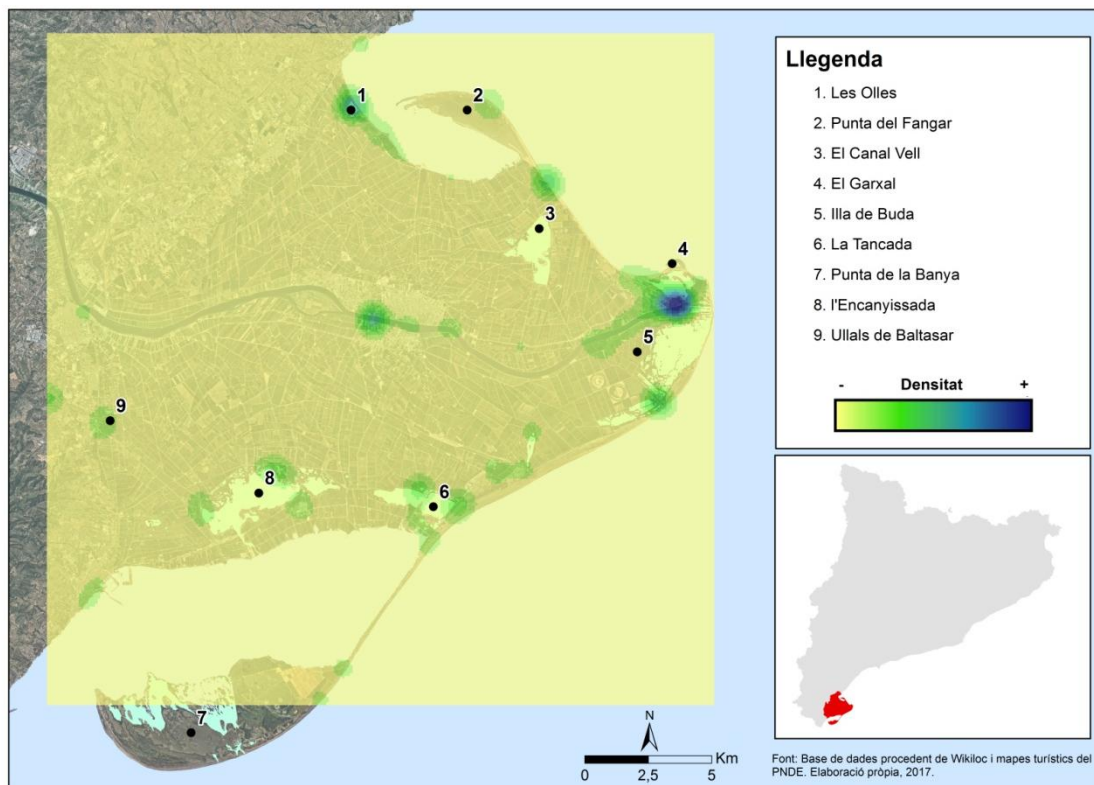 1
2
3
4
5
6
7
8
9
Llegenda
1. Les Olles
2. Punta del Fangar
3. El Canal Vell
4. El Garxal
5. Illa de Buda
6. La Tancada
7. Punta de la Banya
8. l'Encanyissada
9. Ullals de Baltasar
- Densitat +
N
Km
0 2,5 5
Font: Base de dades procedent de Wikiloc i mapes turístics del
PNDE. Elaboració pròpia, 2017.